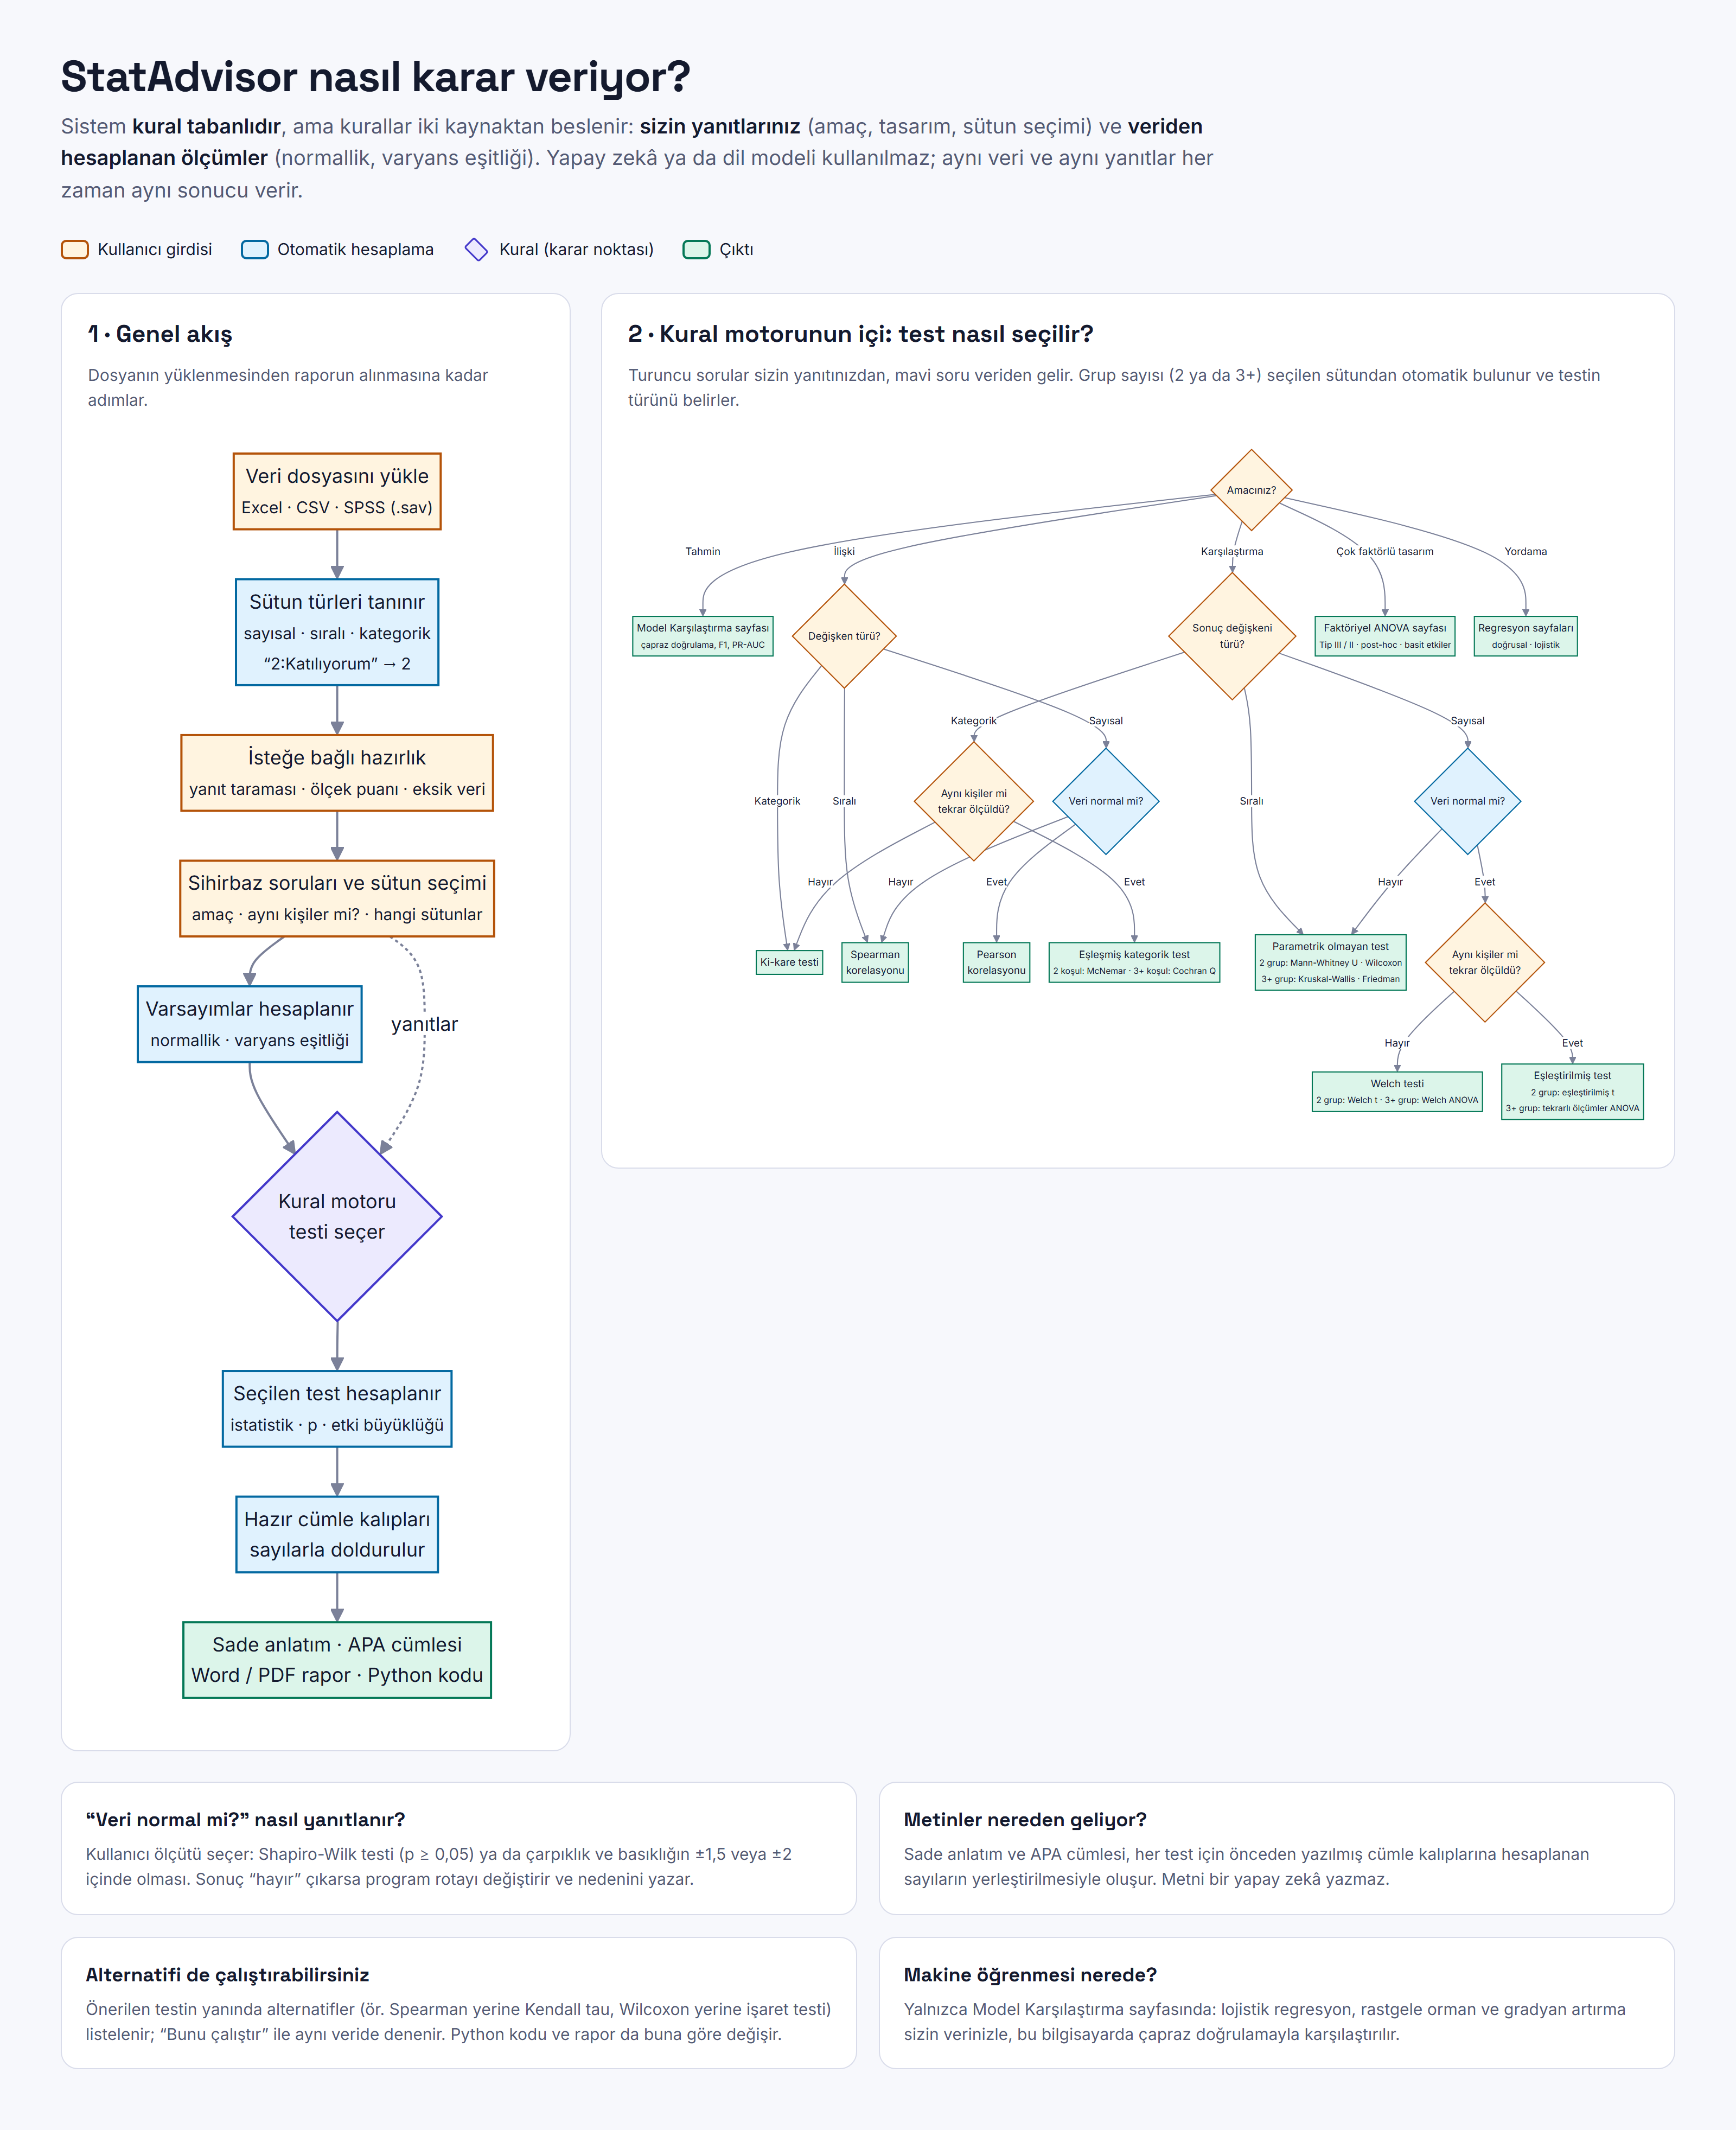 StatAdvisor nasıl karar veriyor?
Sistem kural tabanlıdır, ama kurallar iki kaynaktan beslenir: sizin yanıtlarınız (amaç, tasarım, sütun seçimi) ve veriden
hesaplanan ölçümler (normallik, varyans eşitliği). Yapay zekâ ya da dil modeli kullanılmaz; aynı veri ve aynı yanıtlar her
zaman aynı sonucu verir.
Kullanıcı girdisi
Otomatik hesaplama
Kural (karar noktası)
Çıktı
1 · Genel akış
Dosyanın yüklenmesinden raporun alınmasına kadar
adımlar.
Veri dosyasını yükle
Excel · CSV · SPSS (.sav)
Sütun türleri tanınır
sayısal · sıralı · kategorik
“2:Katılıyorum” → 2
İsteğe bağlı hazırlık
yanıt taraması · ölçek puanı · eksik veri
Sihirbaz soruları ve sütun seçimi
amaç · aynı kişiler mi? · hangi sütunlar
Varsayımlar hesaplanır
normallik · varyans eşitliği
yanıtlar
Kural motoru
testi seçer
Seçilen test hesaplanır
istatistik · p · etki büyüklüğü
Hazır cümle kalıpları
sayılarla doldurulur
Sade anlatım · APA cümlesi
Word / PDF rapor · Python kodu
2 · Kural motorunun içi: test nasıl seçilir?
Turuncu sorular sizin yanıtınızdan, mavi soru veriden gelir. Grup sayısı (2 ya da 3+) seçilen sütundan otomatik bulunur ve testin
türünü belirler.
Amacınız?
Tahmin
İlişki
Karşılaştırma
Çok faktörlü tasarım
Yordama
Model Karşılaştırma sayfası
çapraz doğrulama, F1, PR-AUC
Değişken türü?
Sonuç değişkeni
türü?
Faktöriyel ANOVA sayfası
Tip III / II · post-hoc · basit etkiler
Regresyon sayfaları
doğrusal · lojistik
Kategorik
Sayısal
Sayısal
Kategorik
Sıralı
Aynı kişiler mi
tekrar ölçüldü?
Veri normal mi?
Sıralı
Veri normal mi?
Hayır
Hayır
Evet
Evet
Hayır
Evet
Ki-kare testi
Spearman
korelasyonu
Pearson
korelasyonu
Eşleşmiş kategorik test
2 koşul: McNemar · 3+ koşul: Cochran Q
Parametrik olmayan test
2 grup: Mann-Whitney U · Wilcoxon
3+ grup: Kruskal-Wallis · Friedman
Aynı kişiler mi
tekrar ölçüldü?
Hayır
Evet
Welch testi
2 grup: Welch t · 3+ grup: Welch ANOVA
Eşleştirilmiş test
2 grup: eşleştirilmiş t
3+ grup: tekrarlı ölçümler ANOVA
“Veri normal mi?” nasıl yanıtlanır?
Kullanıcı ölçütü seçer: Shapiro-Wilk testi (p ≥ 0,05) ya da çarpıklık ve basıklığın ±1,5 veya ±2
içinde olması. Sonuç “hayır” çıkarsa program rotayı değiştirir ve nedenini yazar.
Metinler nereden geliyor?
Sade anlatım ve APA cümlesi, her test için önceden yazılmış cümle kalıplarına hesaplanan
sayıların yerleştirilmesiyle oluşur. Metni bir yapay zekâ yazmaz.
Alternatifi de çalıştırabilirsiniz
Önerilen testin yanında alternatifler (ör. Spearman yerine Kendall tau, Wilcoxon yerine işaret testi)
listelenir; “Bunu çalıştır” ile aynı veride denenir. Python kodu ve rapor da buna göre değişir.
Makine öğrenmesi nerede?
Yalnızca Model Karşılaştırma sayfasında: lojistik regresyon, rastgele orman ve gradyan artırma
sizin verinizle, bu bilgisayarda çapraz doğrulamayla karşılaştırılır.